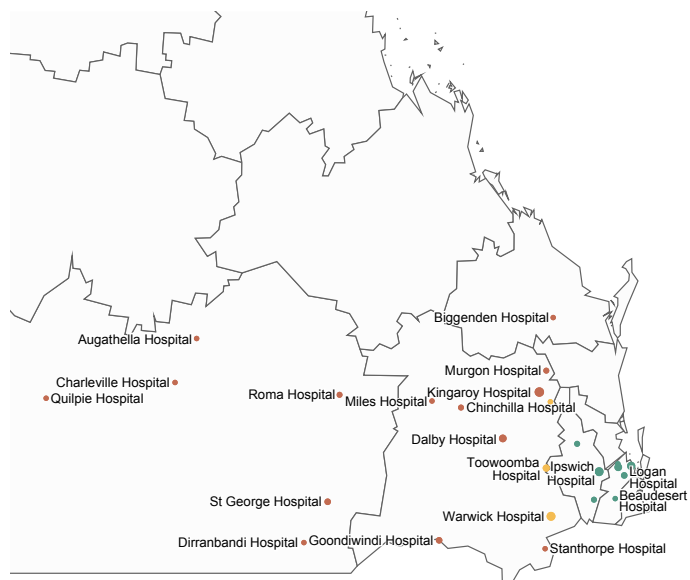 Biggenden Hospital
Augathella Hospital
Murgon Hospital
Charleville Hospital
Kingaroy Hospital
Roma Hospital
Quilpie Hospital
Miles Hospital
Chinchilla Hospital
Dalby Hospital
Toowoomba
Hospital
Ipswich
Hospital
Logan
Hospital
Beaudesert
Hospital
St George Hospital
Warwick Hospital
Dirranbandi Hospital
Goondiwindi Hospital
Stanthorpe Hospital